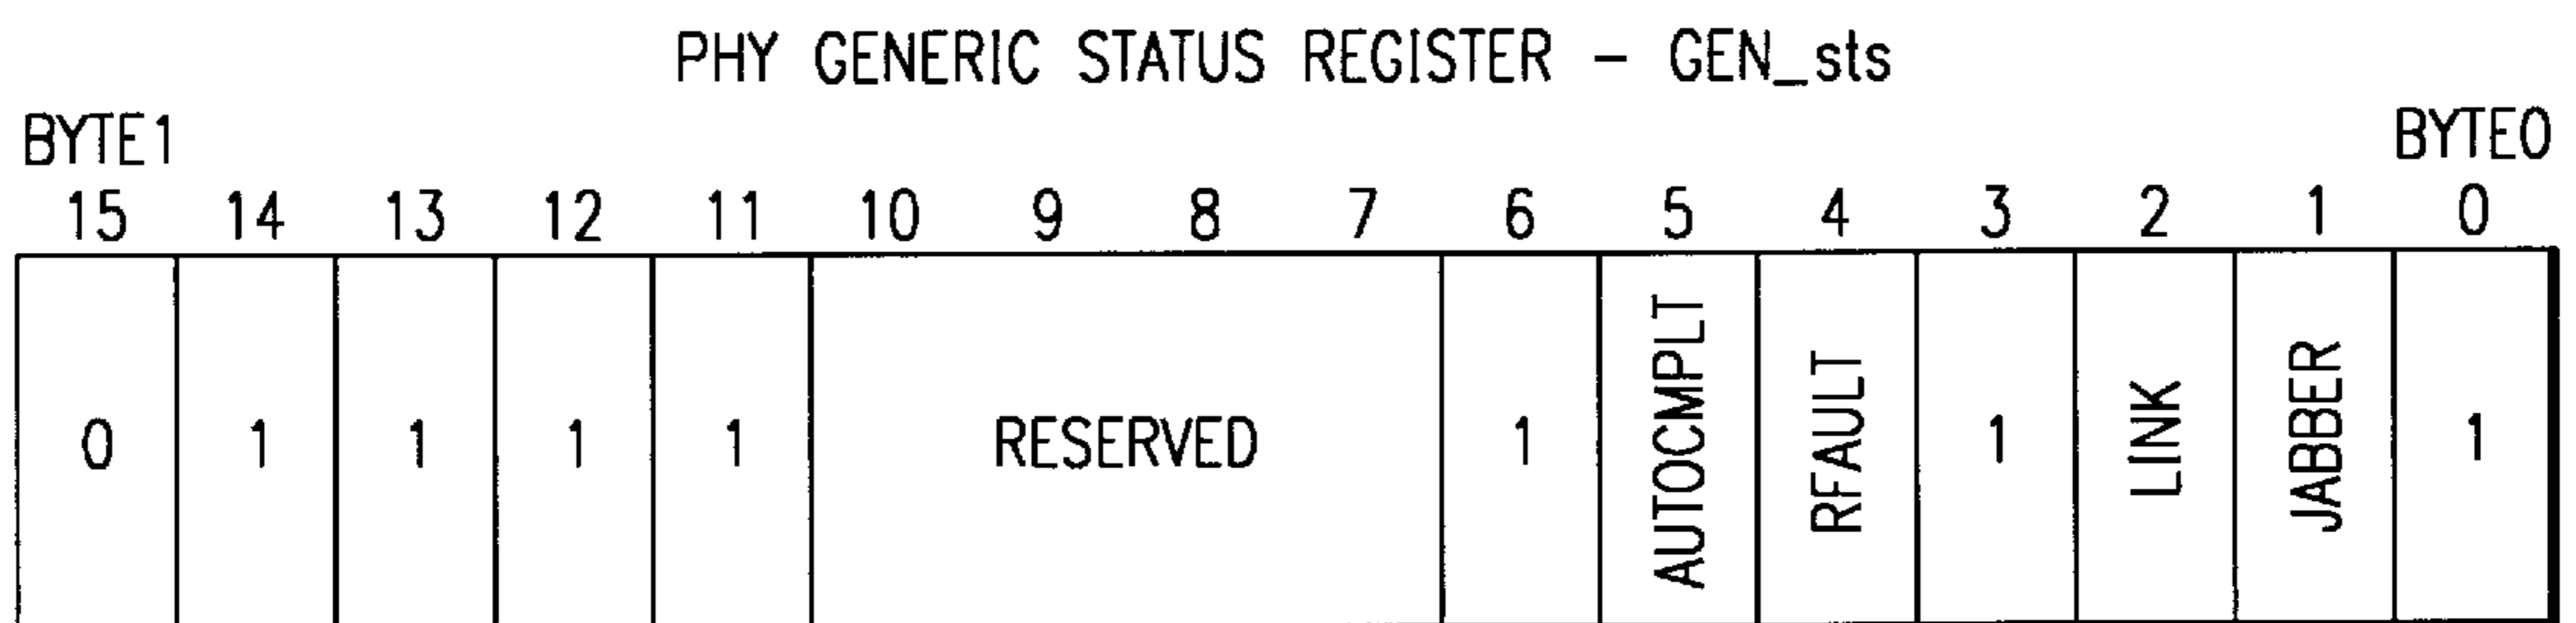 PHY GENERIC STATUS REGISTER - GEN_sts
BYTE1 BYTE0
15 14 13 12 11 10 9 8 7 6 5 4 3 2 1 0
0 1 1 1 1 RESERVED 1 AUTOCMPLT RFAULT 1 LINK JABBER 1